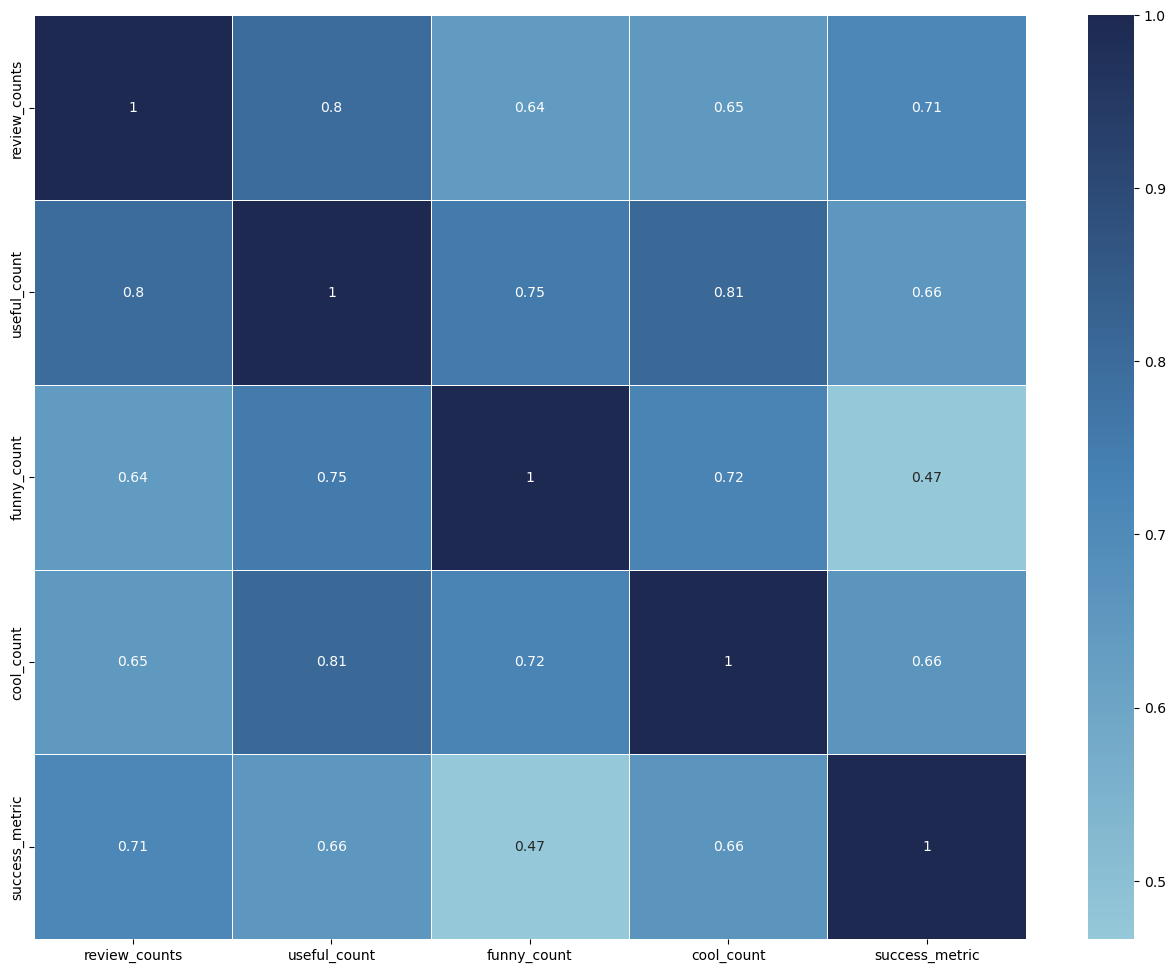 review_counts 1 0.8 0.64 0.65 0.71
useful_count 0.8 1 0.75 0.81 0.66
funny_count 0.64 0.75 1 0.72 0.47
cool_count 0.65 0.81 0.72 1 0.66
success_metric 0.71 0.66 0.47 0.66 1
review_counts useful_count funny_count cool_count success_metric
1.0
0.9
0.8
0.7
0.6
0.5